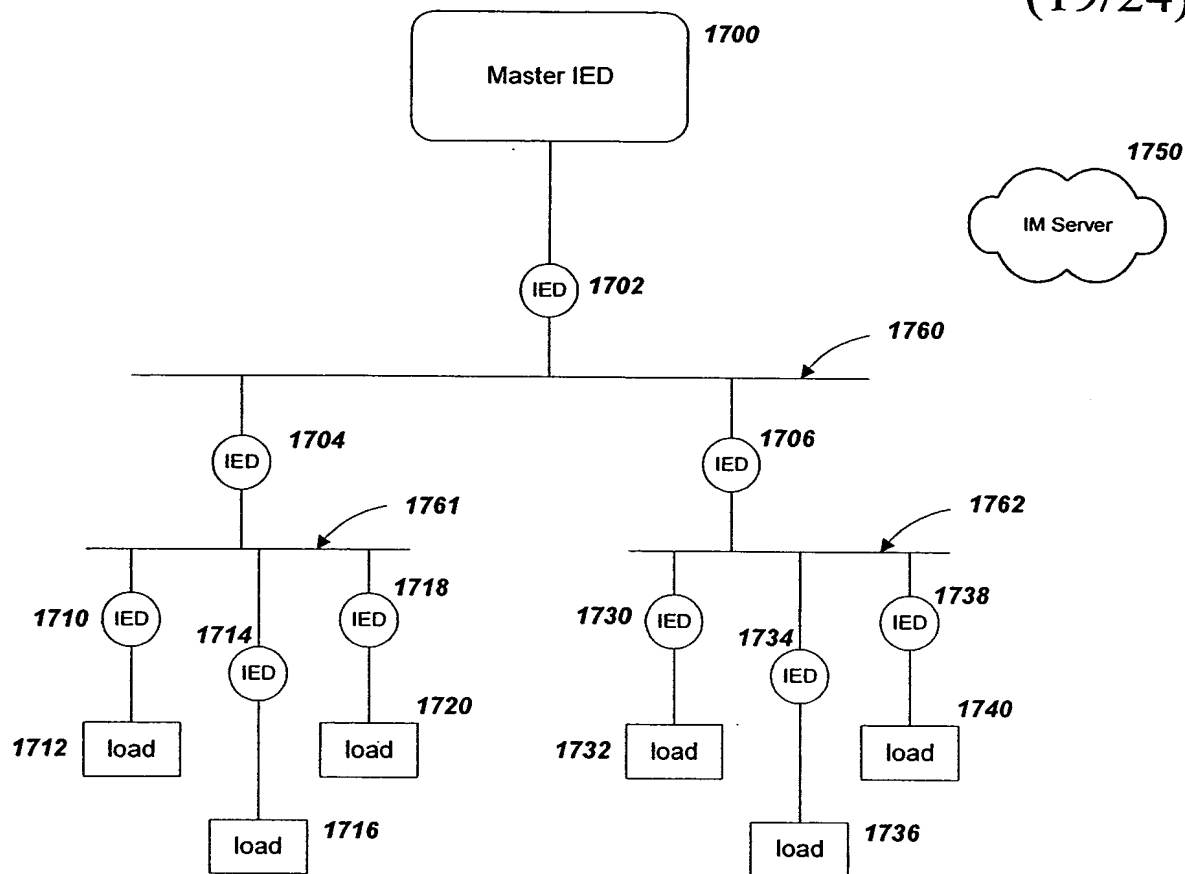 (19/24)
1700
Master IED
1750
IM Server
IED
1702
1760
1704
IED
1706
IED
1761
1762
1710
IED
1714
IED
1718
IED
1730
IED
1734
IED
1738
IED
1712
load
1720
load
1716
load
1732
load
1740
load
1736
load